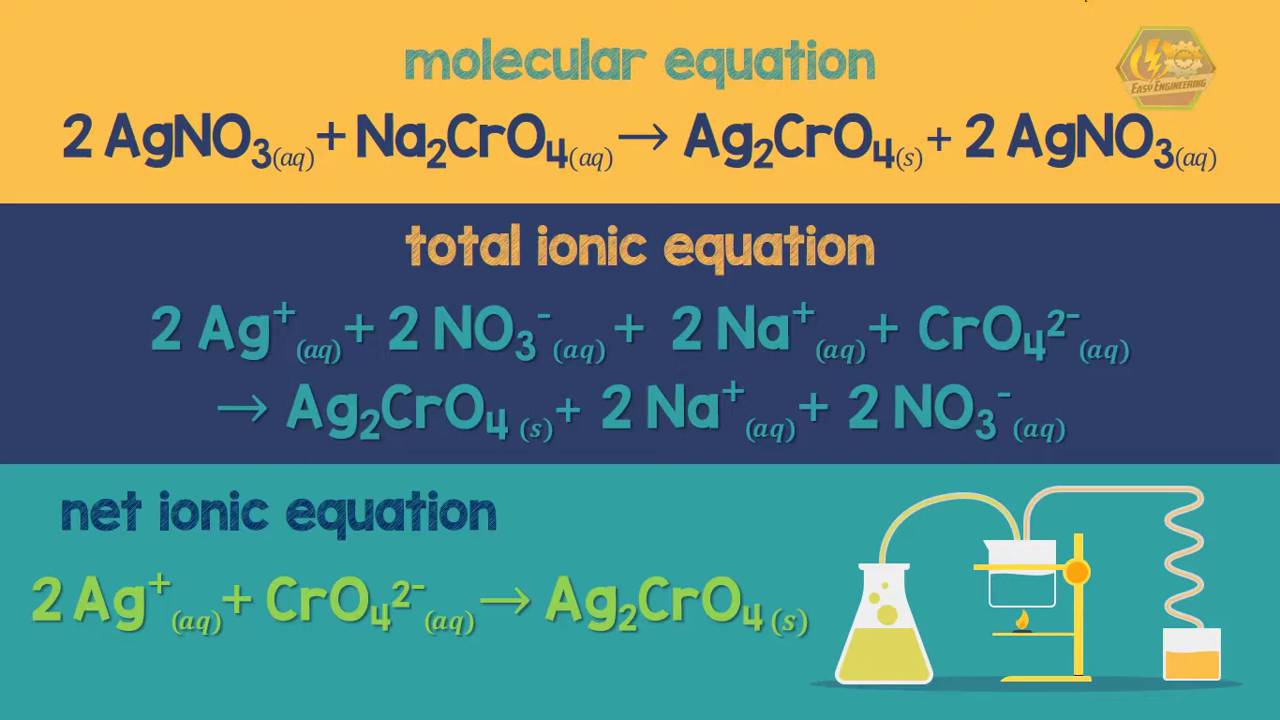 molecular equation
EASY ENGINEERING
2 AgNO₃(aq) + Na₂CrO₄(aq) → Ag₂CrO₄(s) + 2 AgNO₃(aq)
total ionic equation
2 Ag⁺(aq) + 2 NO₃⁻(aq) + 2 Na⁺(aq) + CrO₄²⁻(aq)
→ Ag₂CrO₄(s) + 2 Na⁺(aq) + 2 NO₃⁻(aq)
net ionic equation
2 Ag⁺(aq) + CrO₄²⁻(aq) → Ag₂CrO₄(s)